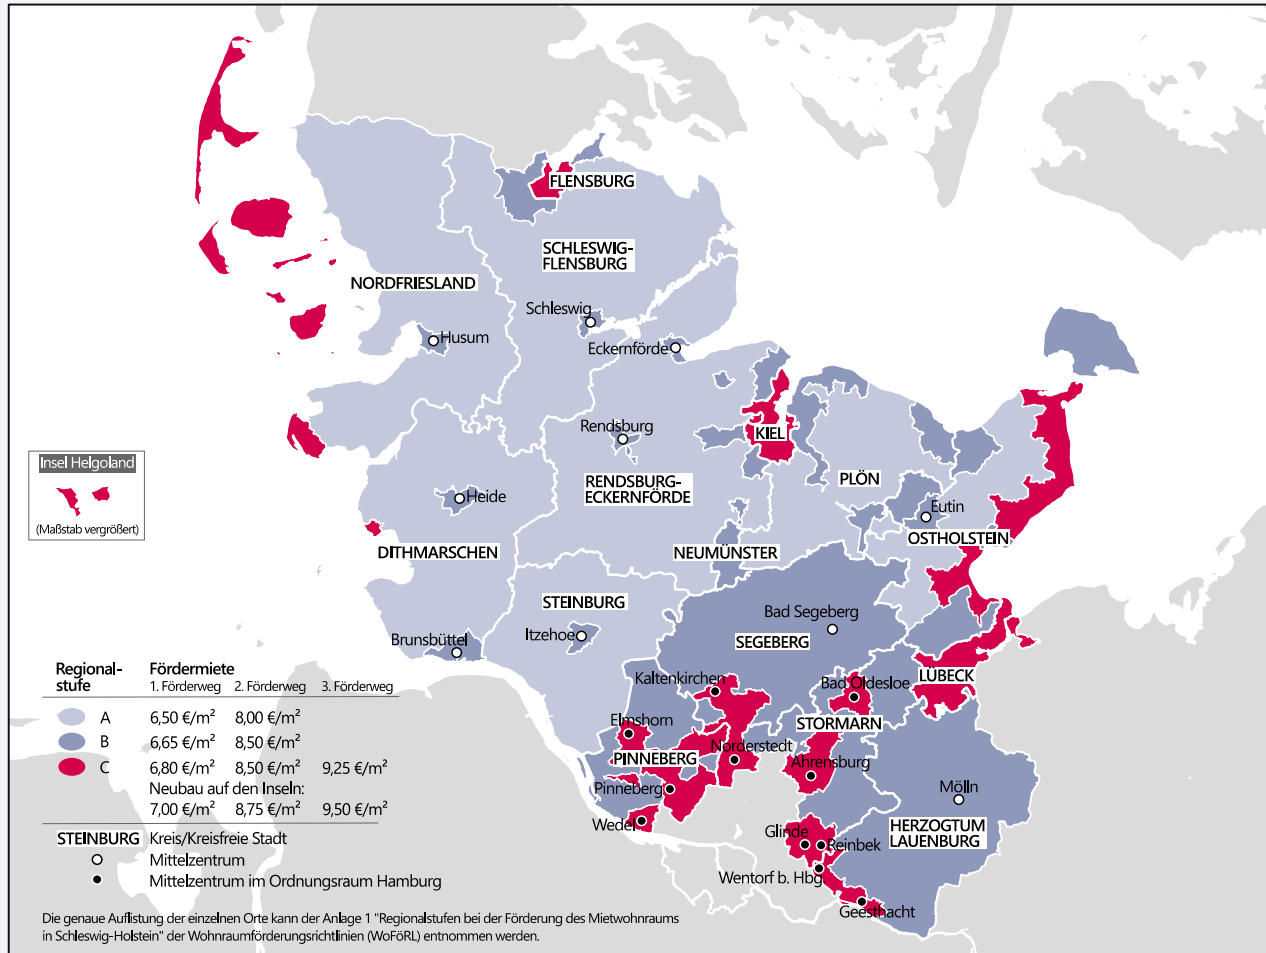 FLENSBURG
SCHLESWIG-
FLENSBURG
NORDFRIESLAND
Schleswig
Husum
Eckernförde
Rendsburg
KIEL
Insel Helgoland
(Maßstab vergrößert)
RENDSBURG-
ECKERNFÖRDE
PLÖN
Heide
Eutin
OSTHOLSTEIN
DITHMARSCHEN
NEUMÜNSTER
STEINBURG
Bad Segeberg
Itzehoe
SEGEBERG
Brunsbüttel
Kaltenkirchen
Bad Oldesloe
LÜBECK
Elmshorn
STORMARN
PINNEBERG
Norderstedt
Ahrensburg
Pinneberg
Mölln
Wedel
Glinde
Reinbek
HERZOGTUM
LAUENBURG
Wentorf b. Hbg
Geesthacht
Regional-
stufe
Fördermiete
1. Förderweg 2. Förderweg 3. Förderweg
A 6,50 €/m² 8,00 €/m²
B 6,65 €/m² 8,50 €/m²
C 6,80 €/m² 8,50 €/m² 9,25 €/m²
Neubau auf den Inseln:
7,00 €/m² 8,75 €/m² 9,50 €/m²
STEINBURG Kreis/Kreisfreie Stadt
Mittelzentrum
Mittelzentrum im Ordnungsraum Hamburg
Die genaue Auflistung der einzelnen Orte kann der Anlage 1 "Regionalstufen bei der Förderung des Mietwohnraums
in Schleswig-Holstein" der Wohnraumförderungsrichtlinien (WoFöRL) entnommen werden.